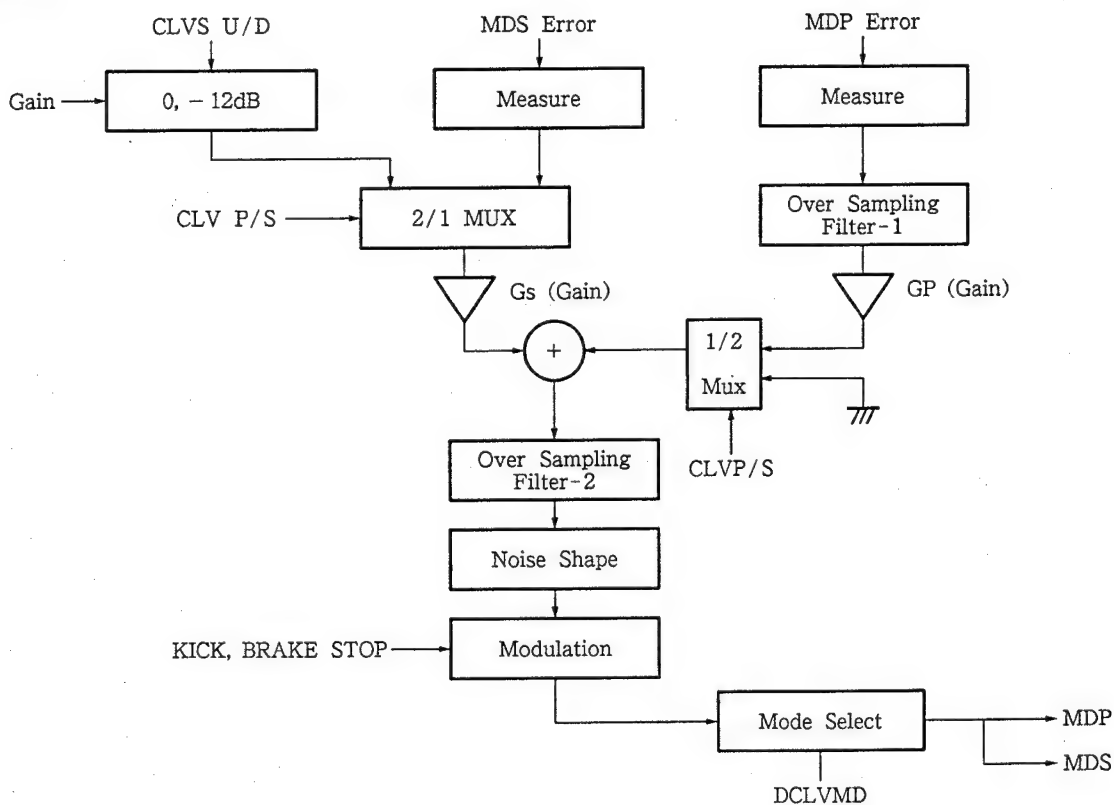 CLVS U/D
MDS Error
MDP Error
Gain
0, −12dB
Measure
Measure
CLV P/S
2/1 MUX
Over Sampling
Filter-1
Gs (Gain)
GP (Gain)
+
1/2
Mux
CLVP/S
Over Sampling
Filter-2
Noise Shape
KICK, BRAKE STOP
Modulation
Mode Select
MDP
MDS
DCLVMD